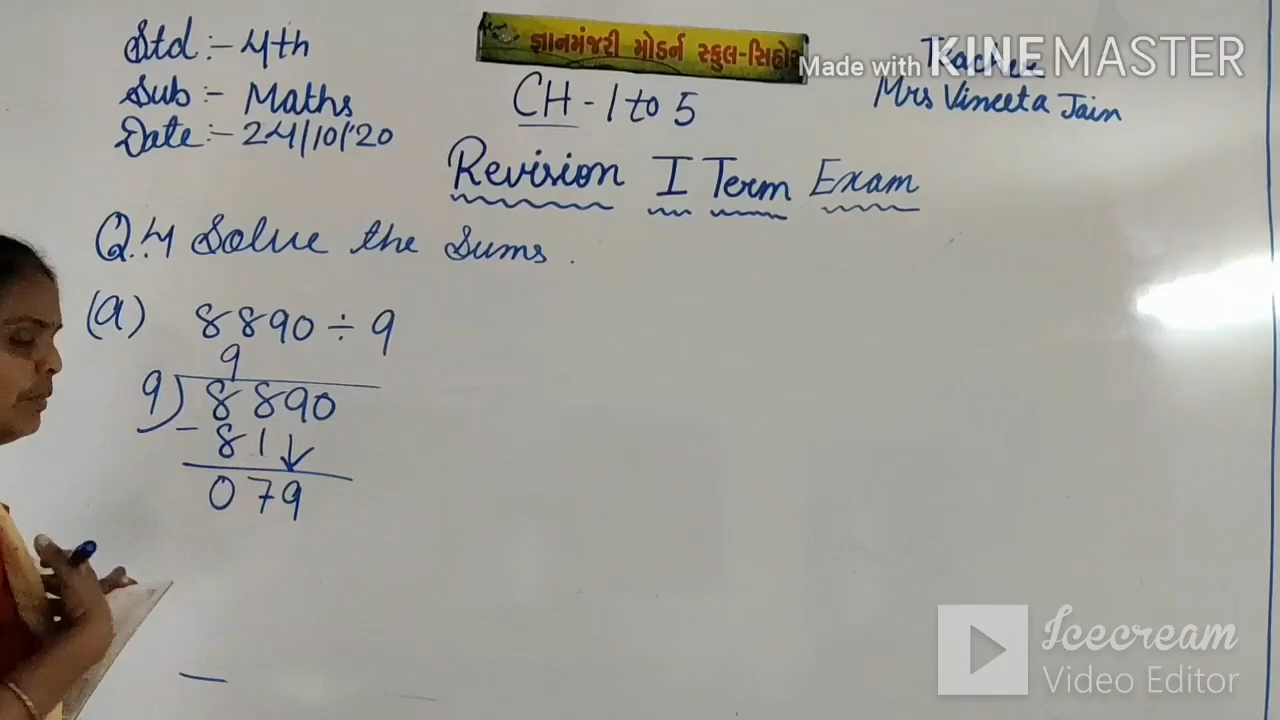 Std :- 4th
Sub :- Maths
Date :- 24/10/'20
જ્ઞાનમંજરી મોડર્ન સ્કુલ-સિહોર
CH - 1 to 5
Made with KINEMASTER
Teacher
Mrs Vineeta Jain
Revision I Term Exam
Q.4 Solve the Sums.
(a) 8890 ÷ 9
9
9) 8890
- 81↓
079
Icecream
Video Editor